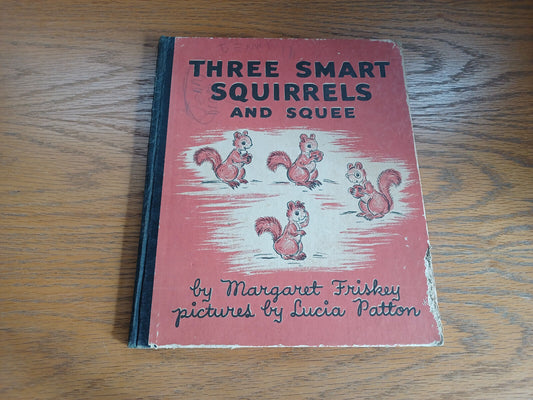 THREE SMART
SQUIRRELS
AND SQUEE
by Margaret Friskey
pictures by Lucia Patton